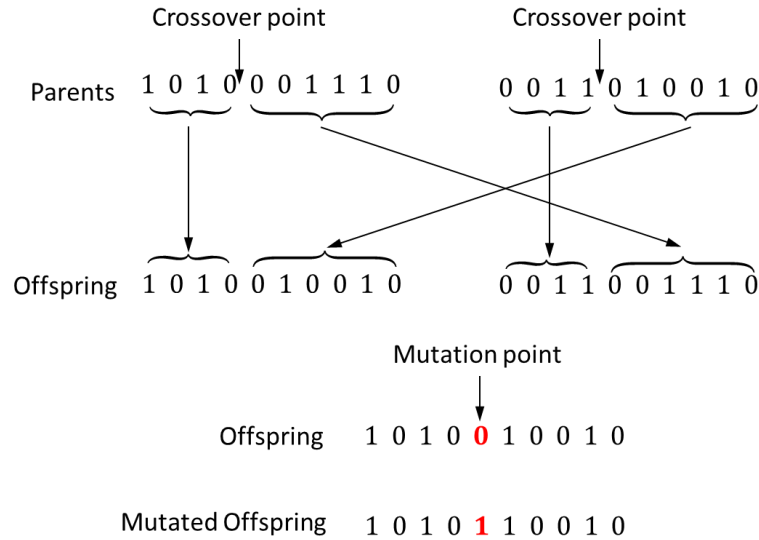 Crossover point Crossover point
Parents 1 0 1 0 0 0 1 1 1 0 0 0 1 1 0 1 0 0 1 0
Offspring 1 0 1 0 0 1 0 0 1 0 0 0 1 1 0 0 1 1 1 0
Mutation point
Offspring 1 0 1 0 0 1 0 0 1 0
Mutated Offspring 1 0 1 0 1 1 0 0 1 0